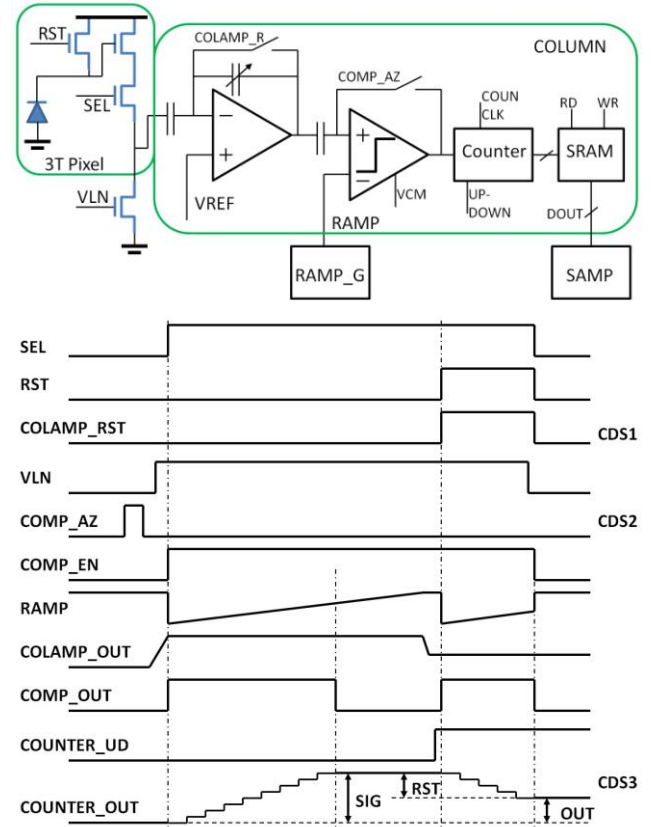 RST
SEL
3T Pixel
VLN
COLAMP_R
COLUMN
COMP_AZ
−
+
VREF
+
−
VCM
RAMP
RAMP_G
COUN
CLK
Counter
UP-
DOWN
RD
WR
SRAM
DOUT
SAMP
SEL
RST
COLAMP_RST
CDS1
VLN
COMP_AZ
CDS2
COMP_EN
RAMP
COLAMP_OUT
COMP_OUT
COUNTER_UD
CDS3
COUNTER_OUT
SIG
RST
OUT